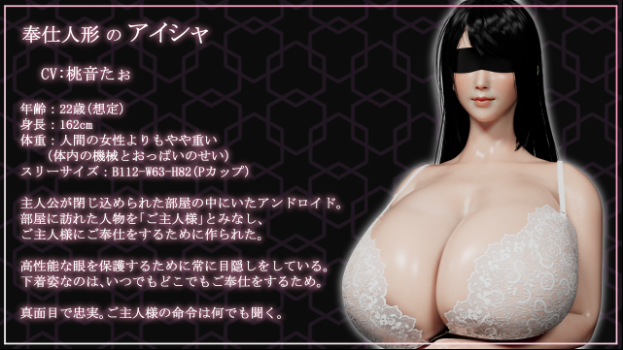 奉仕人形 の アイシャ
CV:桃音たぉ
年齢：22歳(想定)
身長：162cm
体重：人間の女性よりもやや重い
(体内の機械とおっぱいのせい)
スリーサイズ：B112-W63-H82(Pカップ)
主人公が閉じ込められた部屋の中にいたアンドロイド。
部屋に訪れた人物を｢ご主人様｣とみなし、
ご主人様にご奉仕をするために作られた。
高性能な眼を保護するために常に目隠しをしている。
下着姿なのは､いつでもどこでもご奉仕をするため。
真面目で忠実｡ご主人様の命令は何でも聞く。